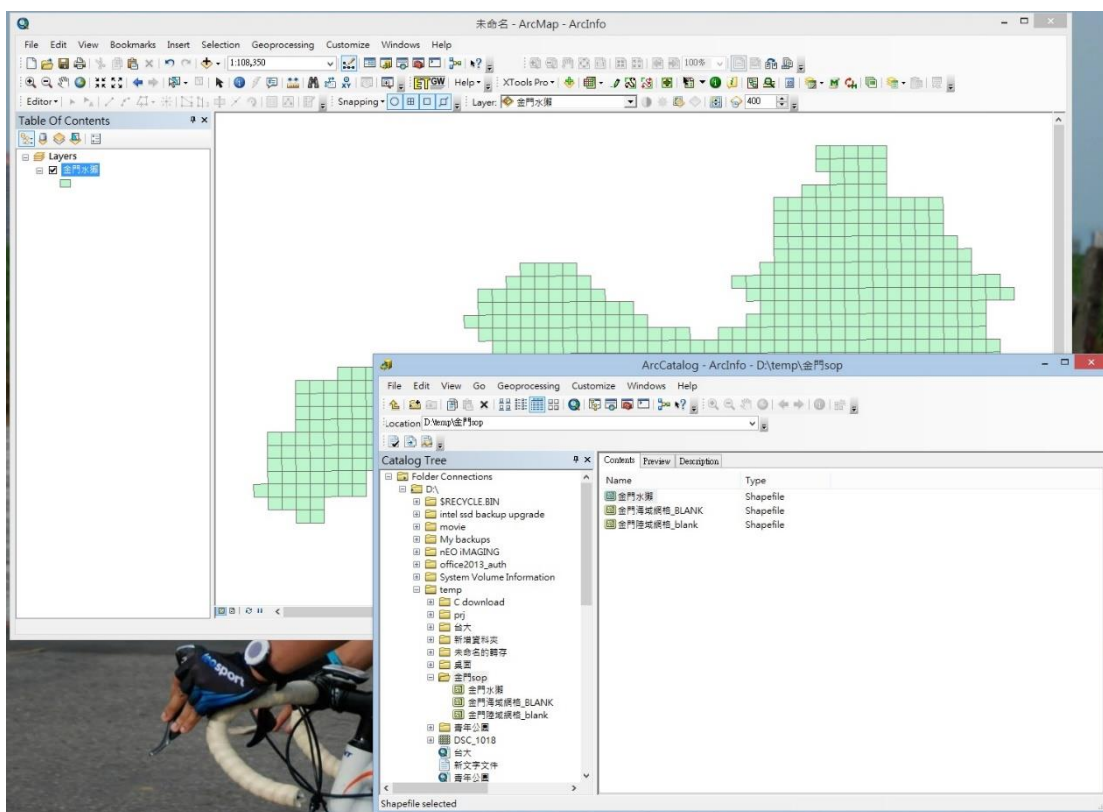 未命名 - ArcMap - ArcInfo
File Edit View Bookmarks Insert Selection Geoprocessing Customize Windows Help
1:108,350
100%
ET GW Help XTools Pro
Editor Snapping Layer: 金門水獺 400
Table Of Contents
Layers
金門水獺
ArcCatalog - ArcInfo - D:\temp\金門sop
File Edit View Go Geoprocessing Customize Windows Help
Location D:\temp\金門sop
Catalog Tree
Folder Connections
D:\
$RECYCLE.BIN
intel ssd backup upgrade
movie
My backups
nEO iMAGING
office2013_auth
System Volume Information
temp
C download
prj
台大
新增資料夾
未命名的轉存
桌面
金門sop
金門水獺
金門海域網格_BLANK
金門陸域網格_blank
青年公園
DSC_1018
台大
新文字文件
青年公園
Contents Preview Description
Name Type
金門水獺 Shapefile
金門海域網格_BLANK Shapefile
金門陸域網格_blank Shapefile
Shapefile selected